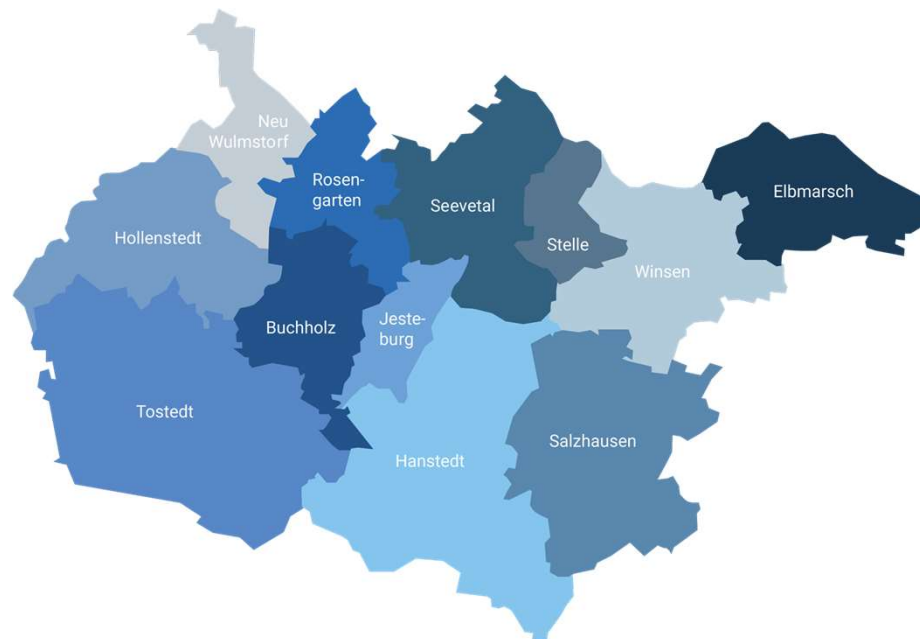 Neu
Wulmstorf
Rosen-
garten
Seevetal
Elbmarsch
Hollenstedt
Stelle
Winsen
Buchholz
Jeste-
burg
Tostedt
Hanstedt
Salzhausen